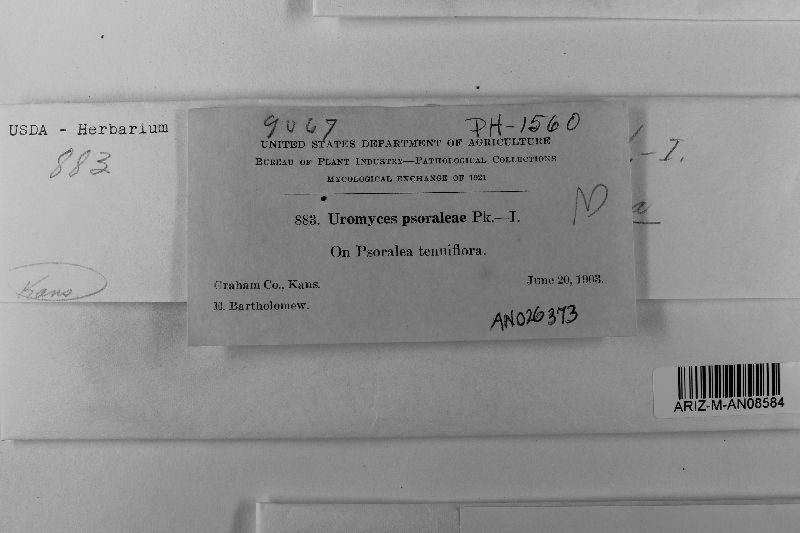 USDA - Herbarium
883
Kans
9067 PH-1560
UNITED STATES DEPARTMENT OF AGRICULTURE
BUREAU OF PLANT INDUSTRY—PATHOLOGICAL COLLECTIONS
MYCOLOGICAL EXCHANGE OF 1921
883. Uromyces psoraleae Pk.—I.
N
On Psoralea tenuiflora.
Graham Co., Kans. June 20, 1903.
E. Bartholomew.
AN026373
-I.
a
ARIZ-M-AN08584